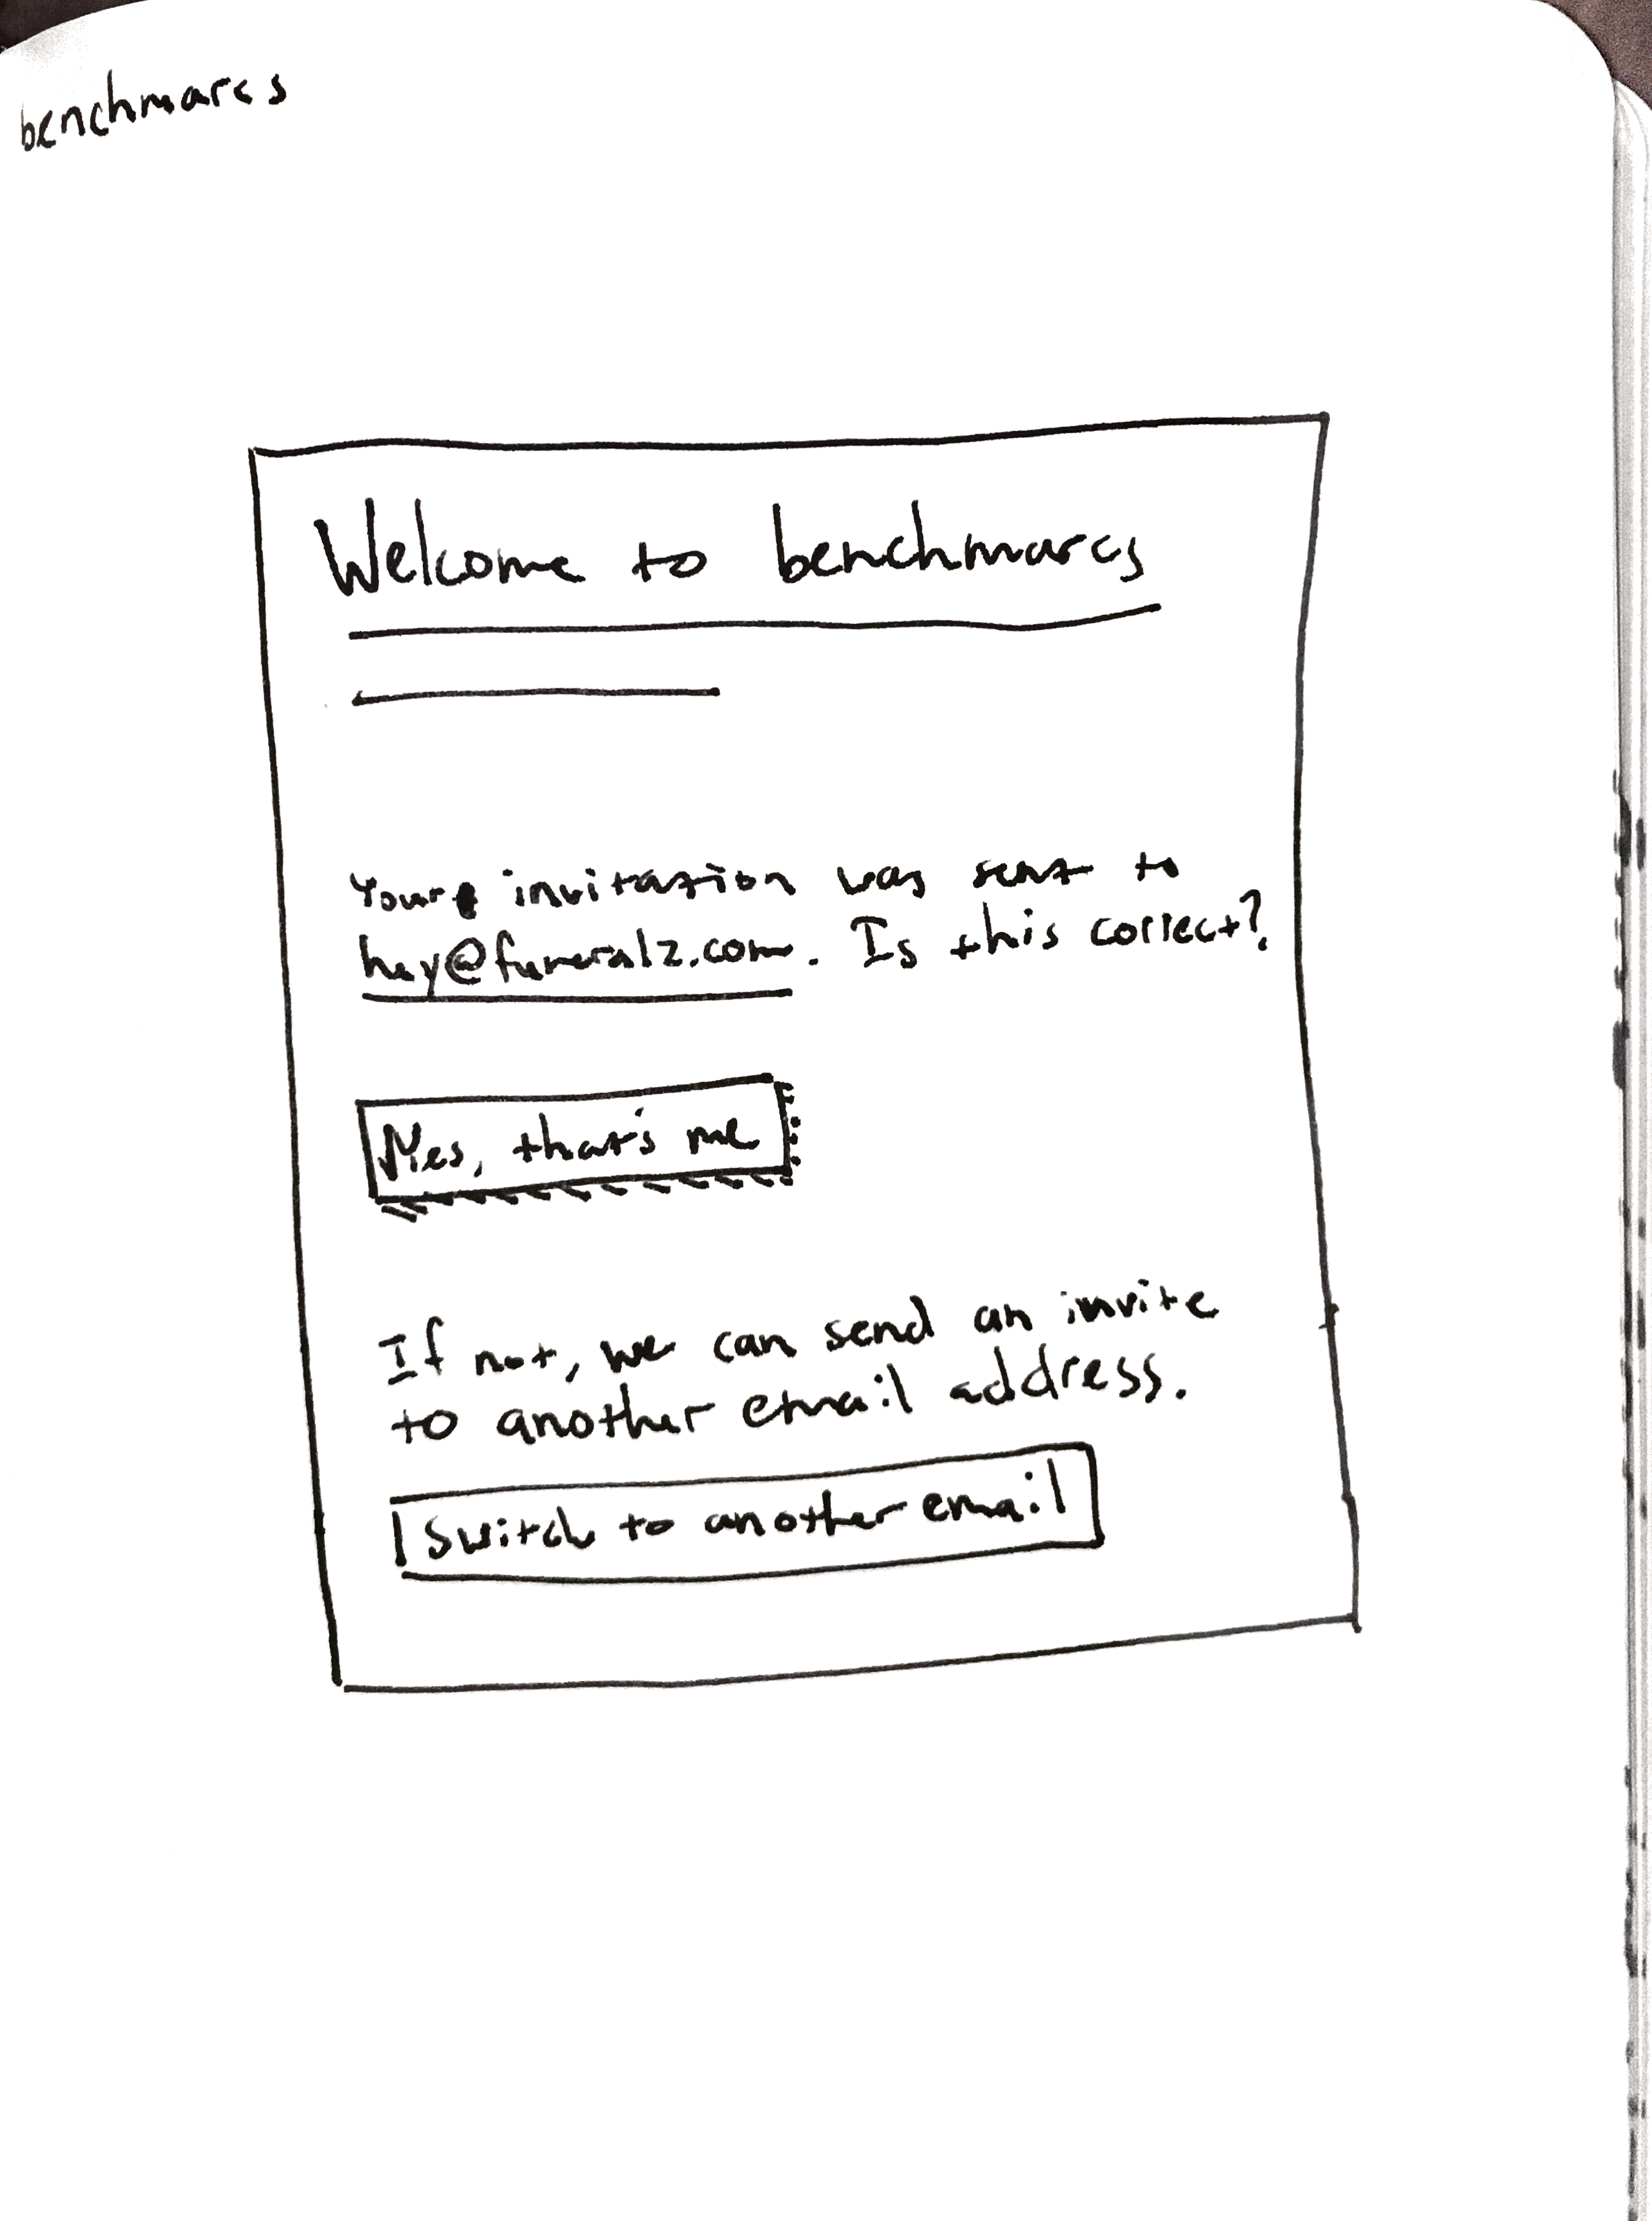 benchmarcs
Welcome to benchmarcs
Your invitation was sent to
hey@funeralz.com. Is this correct?
Yes, that's me
If not, we can send an invite
to another email address.
Switch to another email